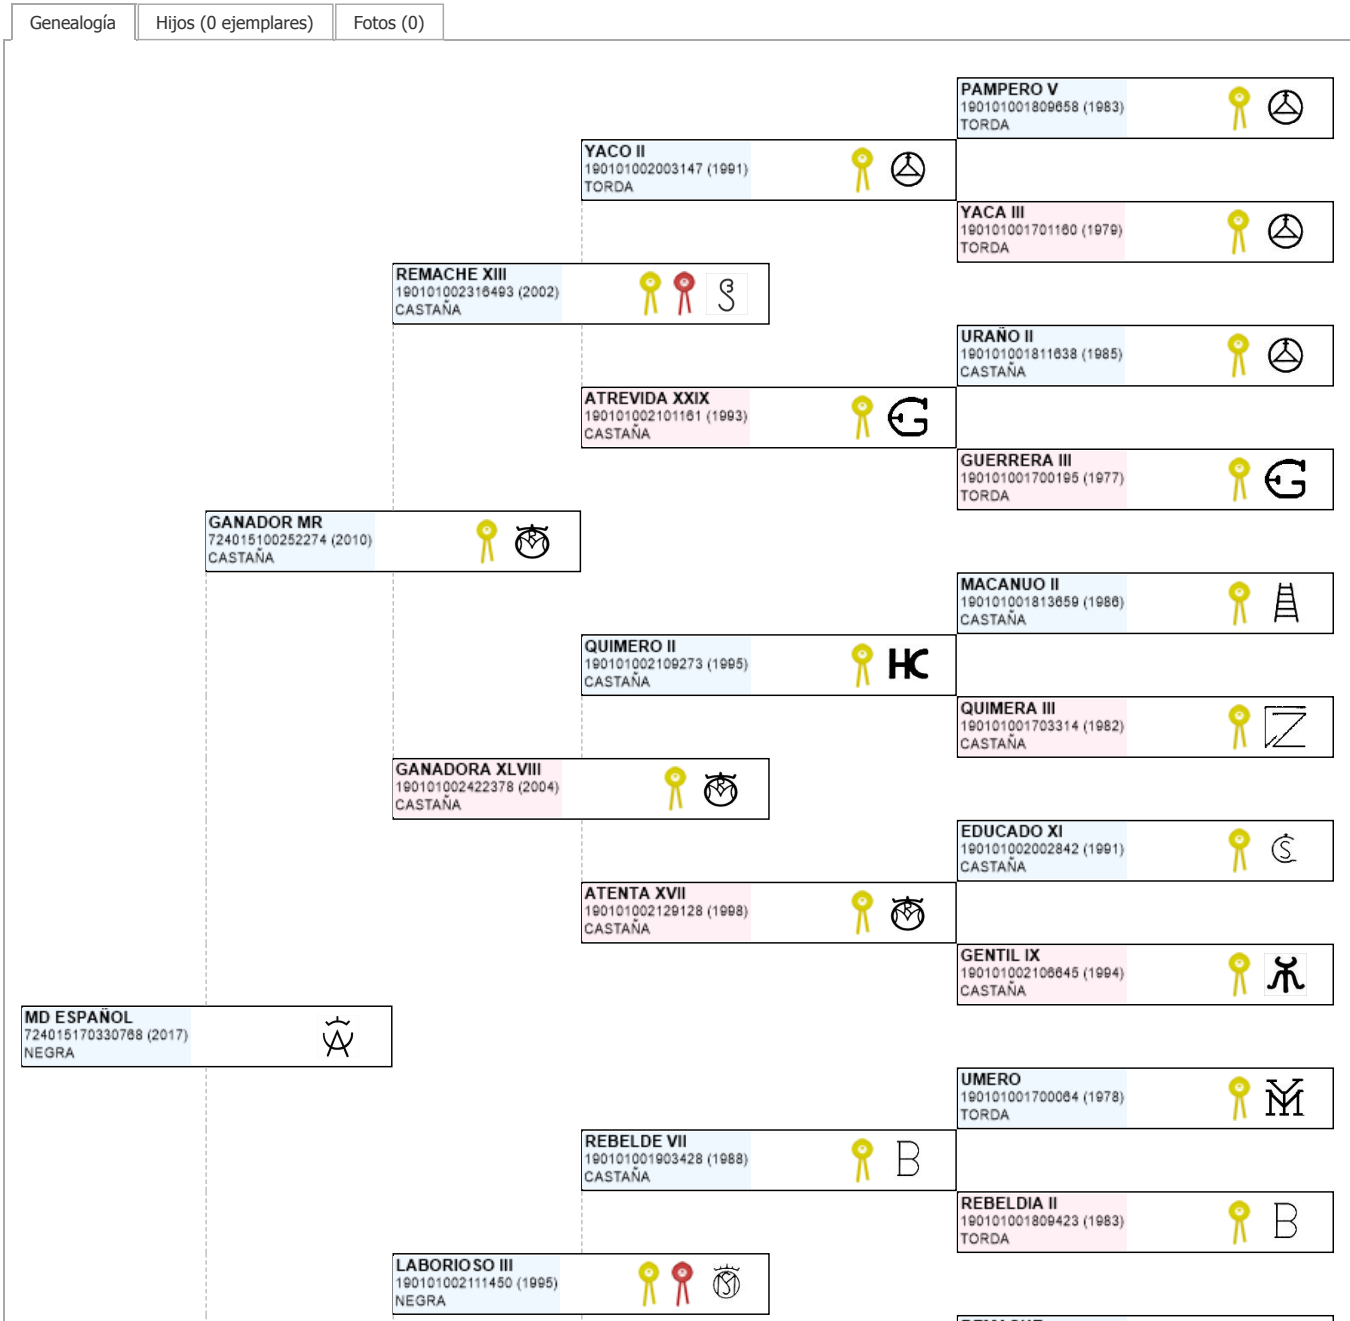 Genealogía
Hijos (0 ejemplares)
Fotos (0)
PAMPERO V
190101001809658 (1983)
TORDA
YACO II
190101002003147 (1991)
TORDA
YACA III
190101001701160 (1979)
TORDA
REMACHE XIII
190101002316493 (2002)
CASTAÑA
URAÑO II
190101001811638 (1985)
CASTAÑA
ATREVIDA XXIX
190101002101161 (1993)
CASTAÑA
GUERRERA III
190101001700195 (1977)
TORDA
GANADOR MR
724015100252274 (2010)
CASTAÑA
MACANUO II
190101001813659 (1986)
CASTAÑA
QUIMERO II
190101002109273 (1995)
CASTAÑA
HC
QUIMERA III
190101001703314 (1982)
CASTAÑA
GANADORA XLVIII
190101002422378 (2004)
CASTAÑA
EDUCADO XI
190101002002842 (1991)
CASTAÑA
ATENTA XVII
190101002129128 (1998)
CASTAÑA
GENTIL IX
190101002106645 (1994)
CASTAÑA
MD ESPAÑOL
724015170330768 (2017)
NEGRA
UMERO
190101001700064 (1978)
TORDA
REBELDE VII
190101001903428 (1988)
CASTAÑA
B
REBELDIA II
190101001809423 (1983)
TORDA
B
LABORIOSO III
190101002111450 (1995)
NEGRA